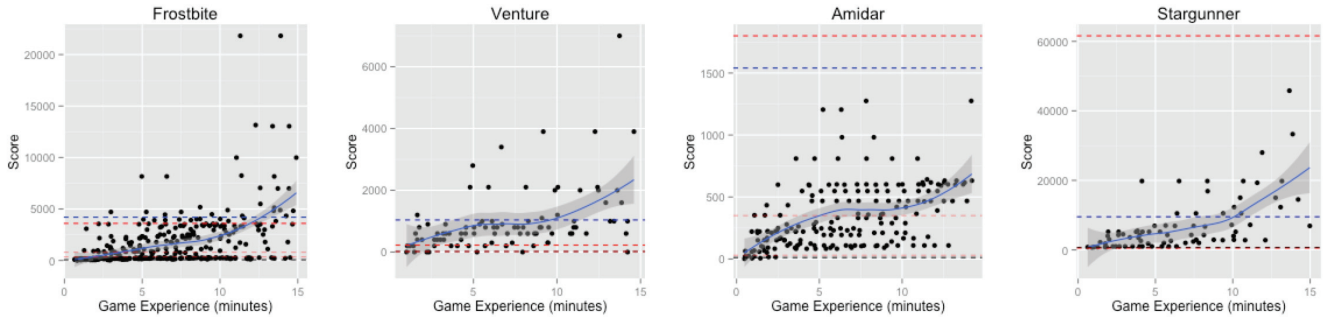 Frostbite
20000
15000
10000
5000
0
Score
0
5
10
15
Game Experience (minutes)
Venture
6000
4000
2000
0
Score
5
10
15
Game Experience (minutes)
Amidar
1500
1000
500
0
Score
0
5
10
Game Experience (minutes)
Stargunner
60000
40000
20000
0
Score
0
5
10
15
Game Experience (minutes)